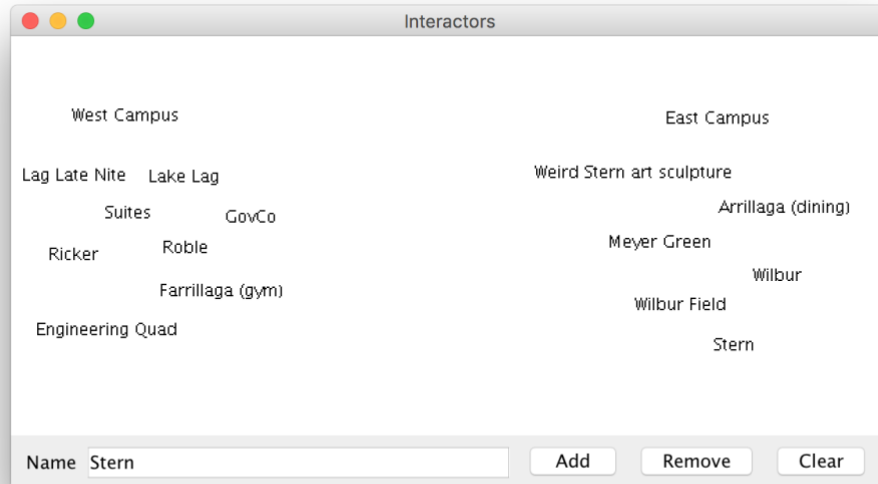 Interactors
West Campus
East Campus
Lag Late Nite
Lake Lag
Weird Stern art sculpture
Suites
GovCo
Arrillaga (dining)
Ricker
Roble
Meyer Green
Wilbur
Farrillaga (gym)
Wilbur Field
Engineering Quad
Stern
Name Stern Add Remove Clear